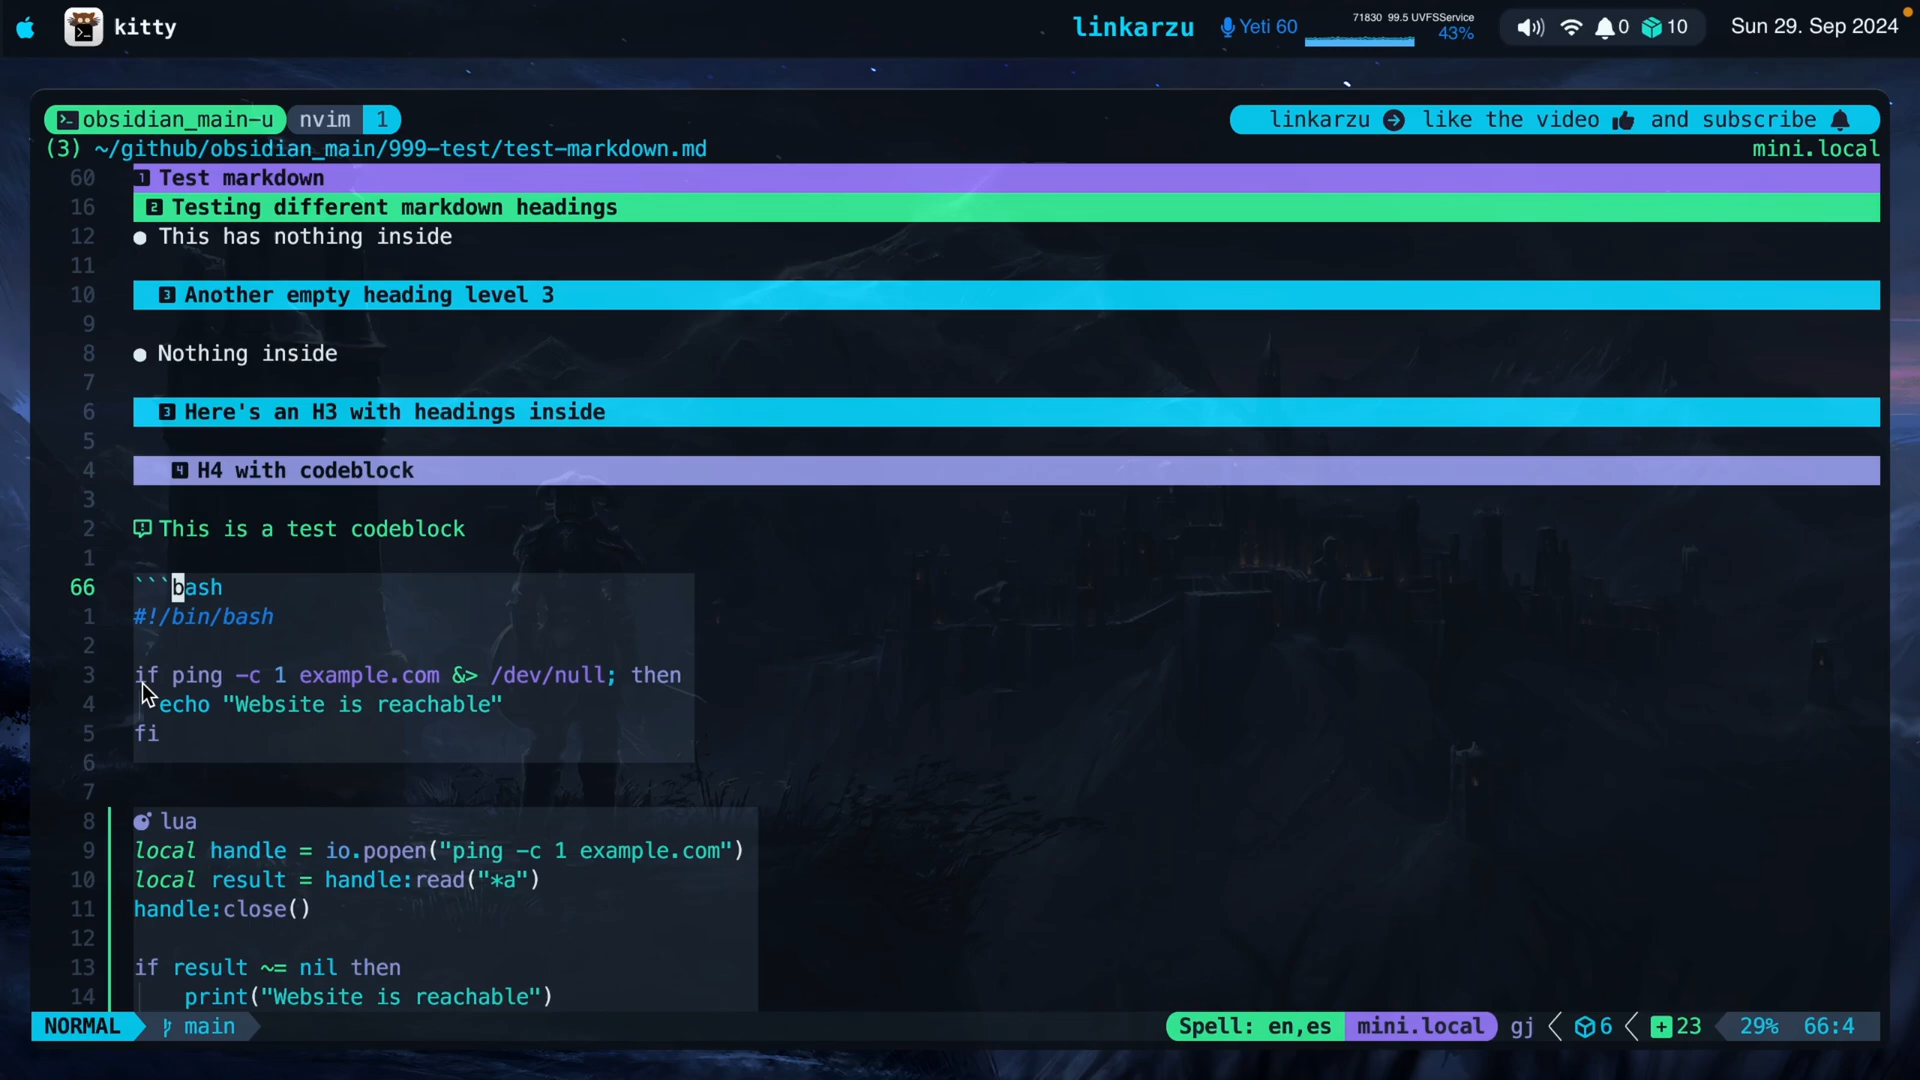 kitty
linkarzu
Yeti 60
71830 99.5 UVFSService
43%
0
10
Sun 29. Sep 2024
obsidian_main-u nvim 1
linkarzu like the video and subscribe
(3) ~/github/obsidian_main/999-test/test-markdown.md
mini.local
60 1 Test markdown
16 2 Testing different markdown headings
12 ● This has nothing inside
11
10 3 Another empty heading level 3
9
8 ● Nothing inside
7
6 3 Here's an H3 with headings inside
5
4 4 H4 with codeblock
3
2 This is a test codeblock
1
66 ```bash
1 #!/bin/bash
2
3 if ping -c 1 example.com &> /dev/null; then
4 echo "Website is reachable"
5 fi
6
7
8 lua
9 local handle = io.popen("ping -c 1 example.com")
10 local result = handle:read("*a")
11 handle:close()
12
13 if result ~= nil then
14 print("Website is reachable")
NORMAL main
Spell: en,es mini.local gj 6 23 29% 66:4